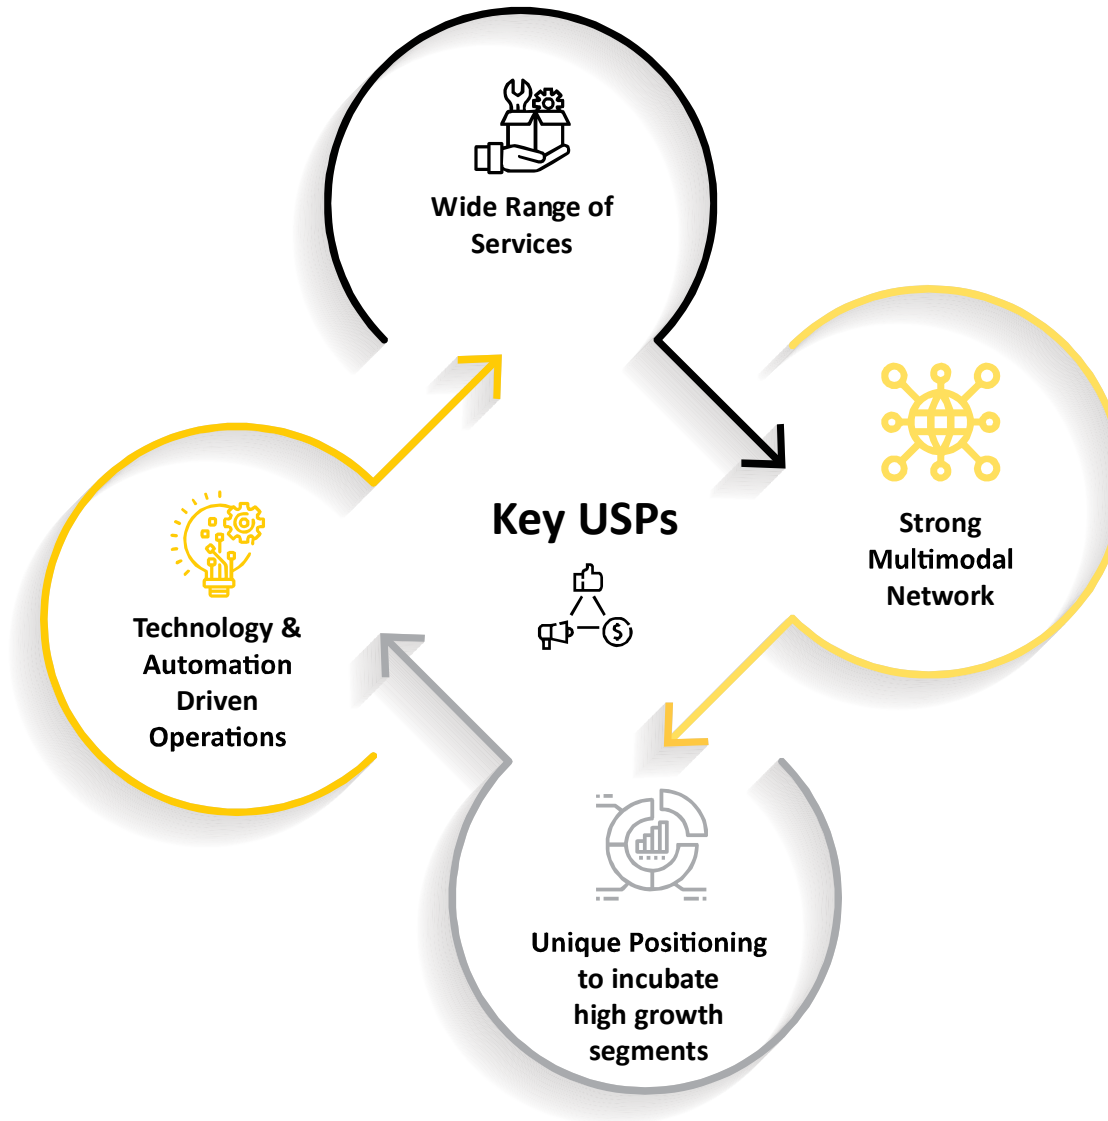 Wide Range of
Services
Strong
Multimodal
Network
Key USPs
$
Technology &
Automation
Driven
Operations
Unique Positioning
to incubate
high growth
segments